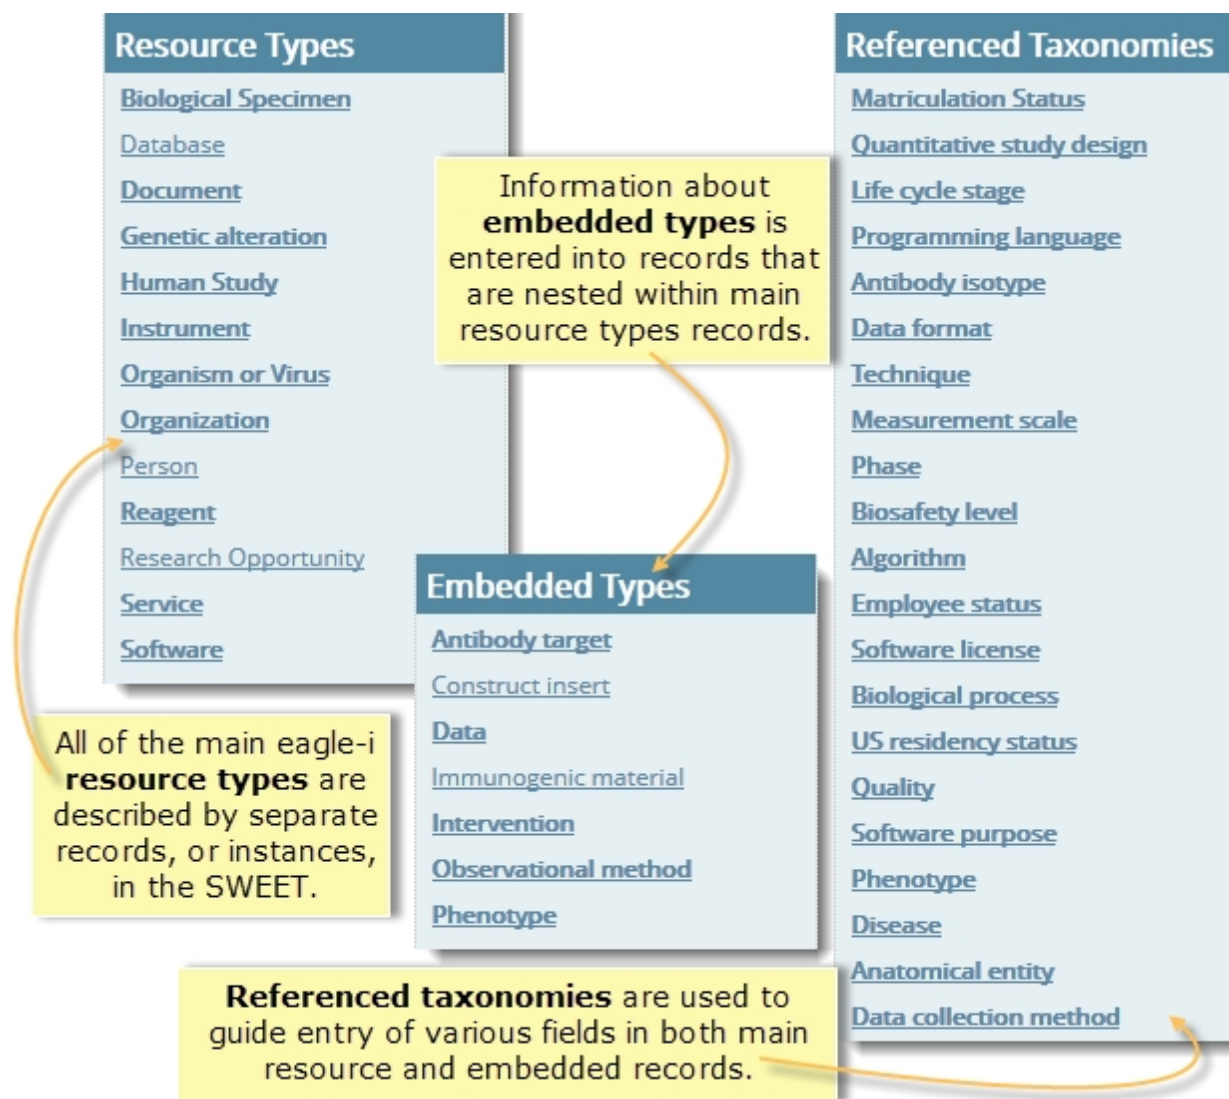 Resource Types
Biological Specimen
Database
Document
Genetic alteration
Human Study
Instrument
Organism or Virus
Organization
Person
Reagent
Research Opportunity
Service
Software
All of the main eagle-i
resource types are
described by separate
records, or instances,
in the SWEET.
Information about
embedded types is
entered into records that
are nested within main
resource types records.
Embedded Types
Antibody target
Construct insert
Data
Immunogenic material
Intervention
Observational method
Phenotype
Referenced Taxonomies
Matriculation Status
Quantitative study design
Life cycle stage
Programming language
Antibody isotype
Data format
Technique
Measurement scale
Phase
Biosafety level
Algorithm
Employee status
Software license
Biological process
US residency status
Quality
Software purpose
Phenotype
Disease
Anatomical entity
Data collection method
Referenced taxonomies are used to
guide entry of various fields in both main
resource and embedded records.